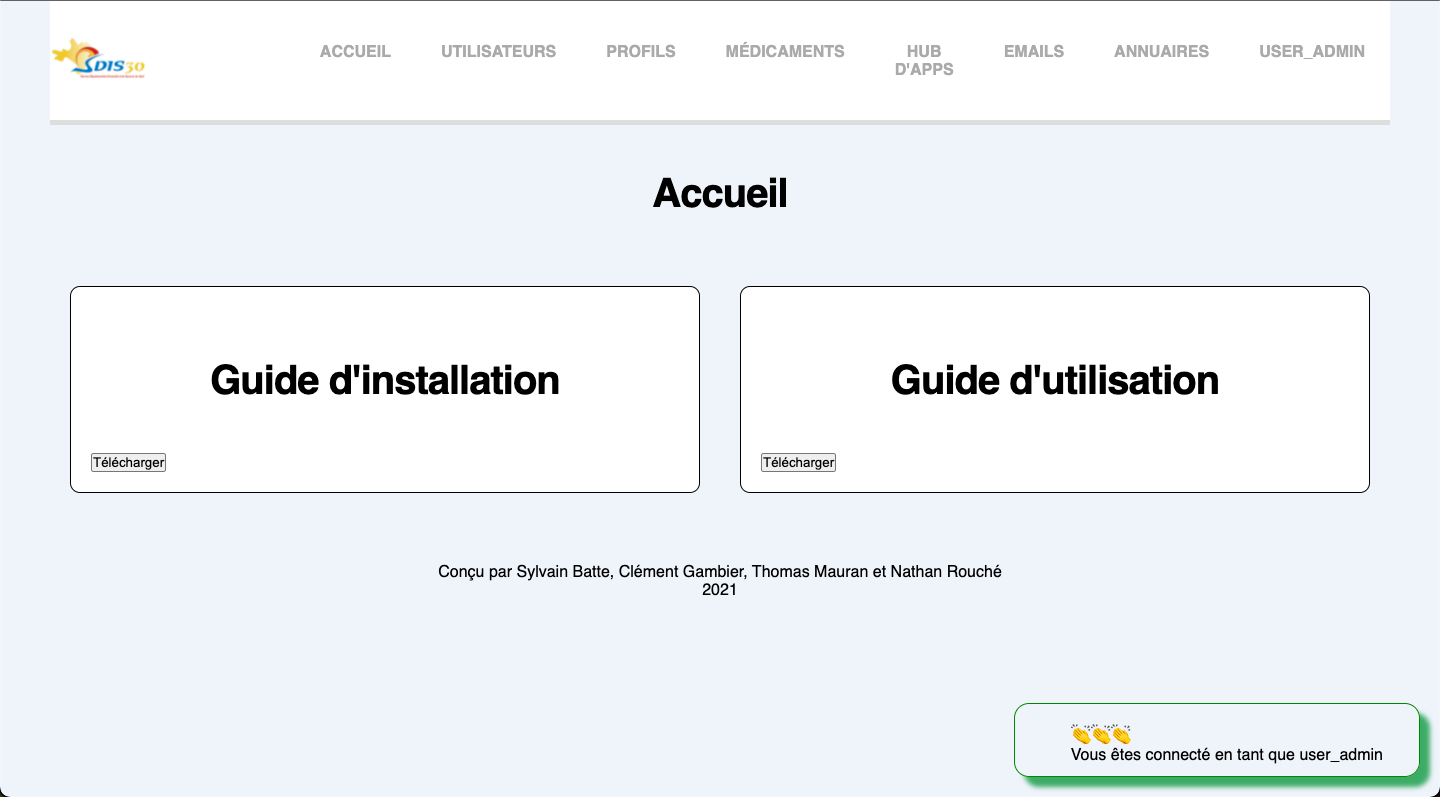 SDIS30
ACCUEIL
UTILISATEURS
PROFILS
MÉDICAMENTS
HUB
D'APPS
EMAILS
ANNUAIRES
USER_ADMIN
Accueil
Guide d'installation
Télécharger
Guide d'utilisation
Télécharger
Conçu par Sylvain Batte, Clément Gambier, Thomas Mauran et Nathan Rouché
2021
👏👏👏
Vous êtes connecté en tant que user_admin